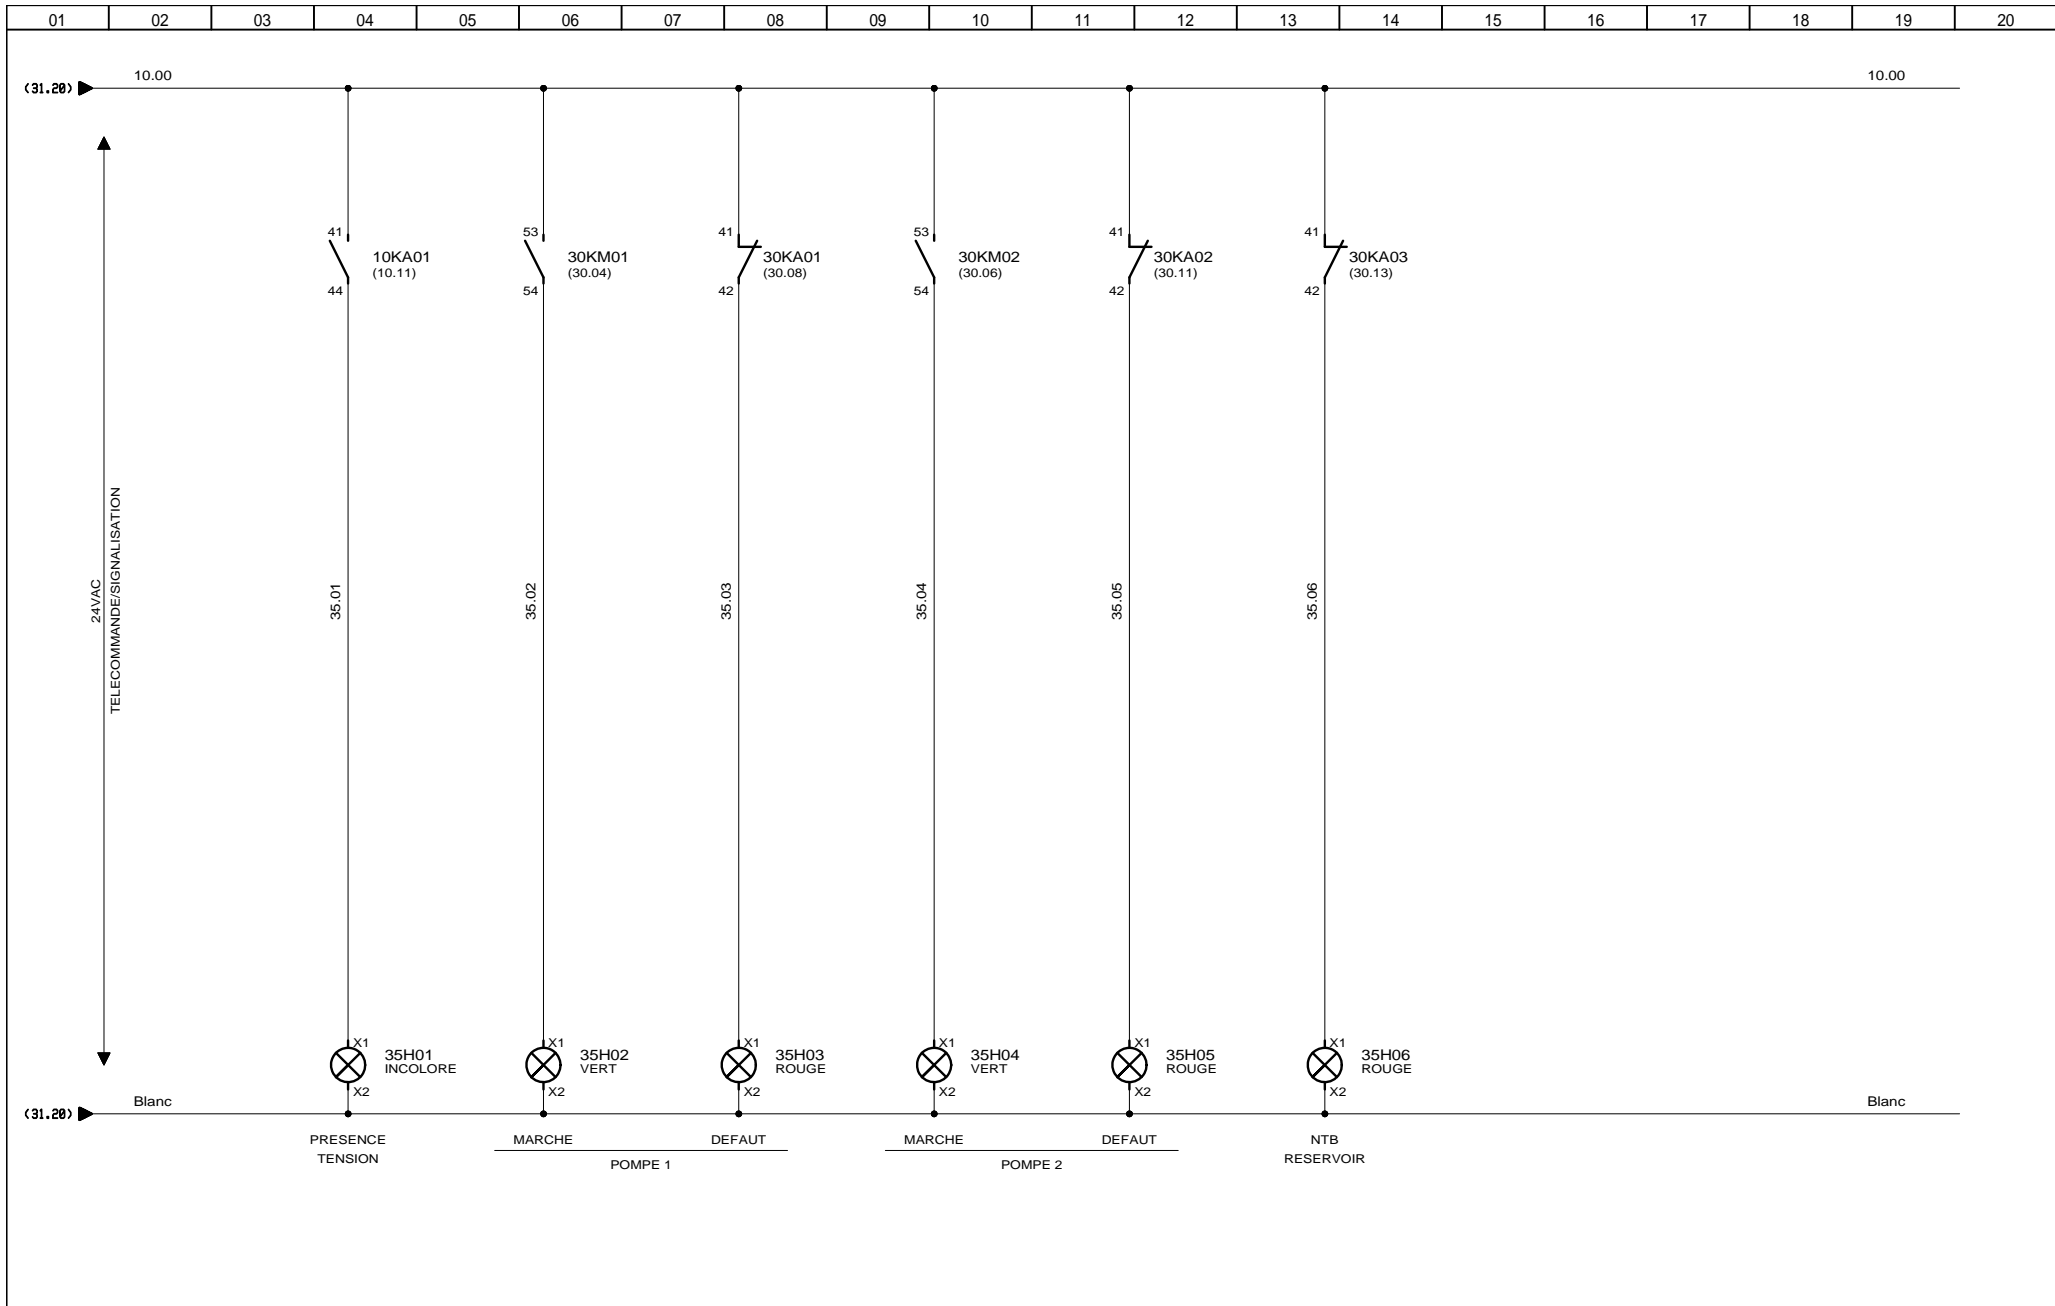 01 02 03 04 05 06 07 08 09 10 11 12 13 14 15 16 17 18 19 20
10.00 10.00
(31.20)
41 53 41 53 41 41
10KA01 30KM01 30KA01 30KM02 30KA02 30KA03
(10.11) (30.04) (30.08) (30.06) (30.11) (30.13)
44 54 42 54 42 42
24VAC
TELECOMMANDE/SIGNALISATION
35.01 35.02 35.03 35.04 35.05 35.06
X1 X1 X1 X1 X1 X1
35H01 35H02 35H03 35H04 35H05 35H06
INCOLORE VERT ROUGE VERT ROUGE ROUGE
X2 X2 X2 X2 X2 X2
Blanc Blanc
(31.20)
PRESENCE MARCHE DEFAUT MARCHE DEFAUT NTB
TENSION POMPE 1 POMPE 2 RESERVOIR